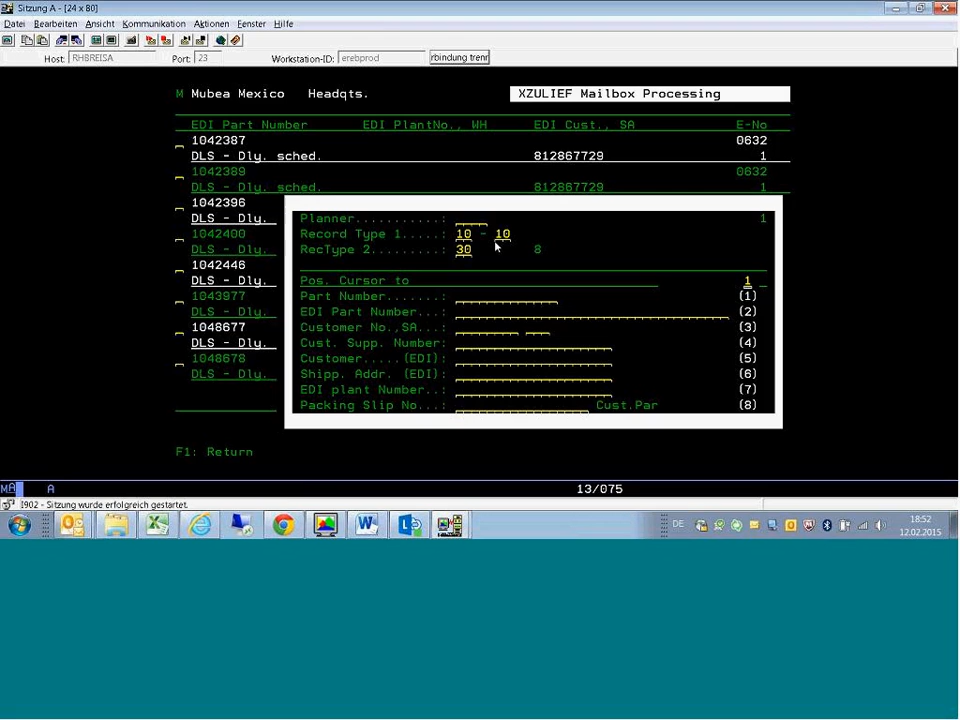 Sitzung A - [24 x 80]
Datei Bearbeiten Ansicht Kommunikation Aktionen Fenster Hilfe
Host: RHBREISA Port: 23 Workstation-ID: erebprod rbindung trenr
M Mubea Mexico Headqts. XZULIEF Mailbox Processing
EDI Part Number EDI PlantNo., WH EDI Cust., SA E-No
1042387 0632
DLS - Dly. sched. 812867729 1
1042389 0632
DLS - Dly. sched. 812867729 1
1042396
DLS - Dly.
1042400
DLS - Dly.
1042446
DLS - Dly.
1043977
DLS - Dly.
1048677
DLS - Dly.
1048678
DLS - Dly.
Planner...........: 1
Record Type 1.....: 10 - 10
RecType 2.........: 30 8
Pos. Cursor to 1
Part Number.......: (1)
EDI Part Number...: (2)
Customer No.,SA...: (3)
Cust. Supp. Number: (4)
Customer.....(EDI): (5)
Shipp. Addr. (EDI): (6)
EDI plant Number..: (7)
Packing Slip No...: Cust.Par (8)
F1: Return
MA A 13/075
I902 - Sitzung wurde erfolgreich gestartet.
DE 18:52
12.02.2015